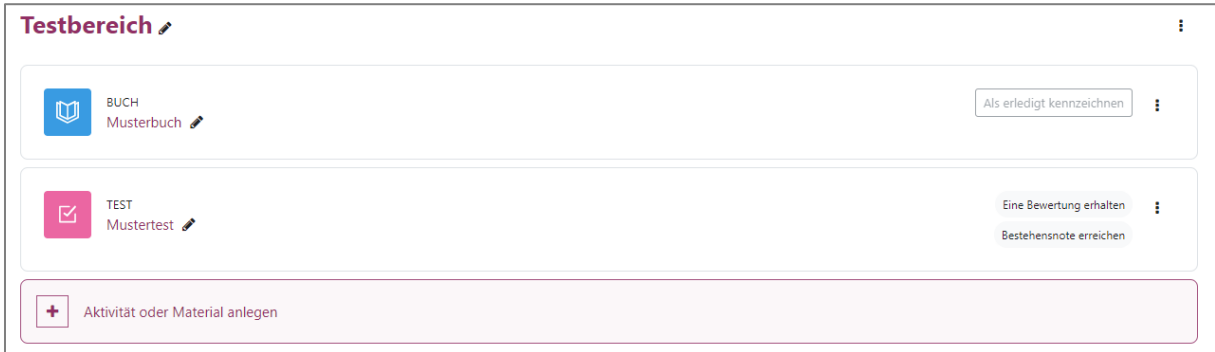 Testbereich
BUCH
Musterbuch
Als erledigt kennzeichnen
TEST
Mustertest
Eine Bewertung erhalten
Bestehensnote erreichen
Aktivität oder Material anlegen